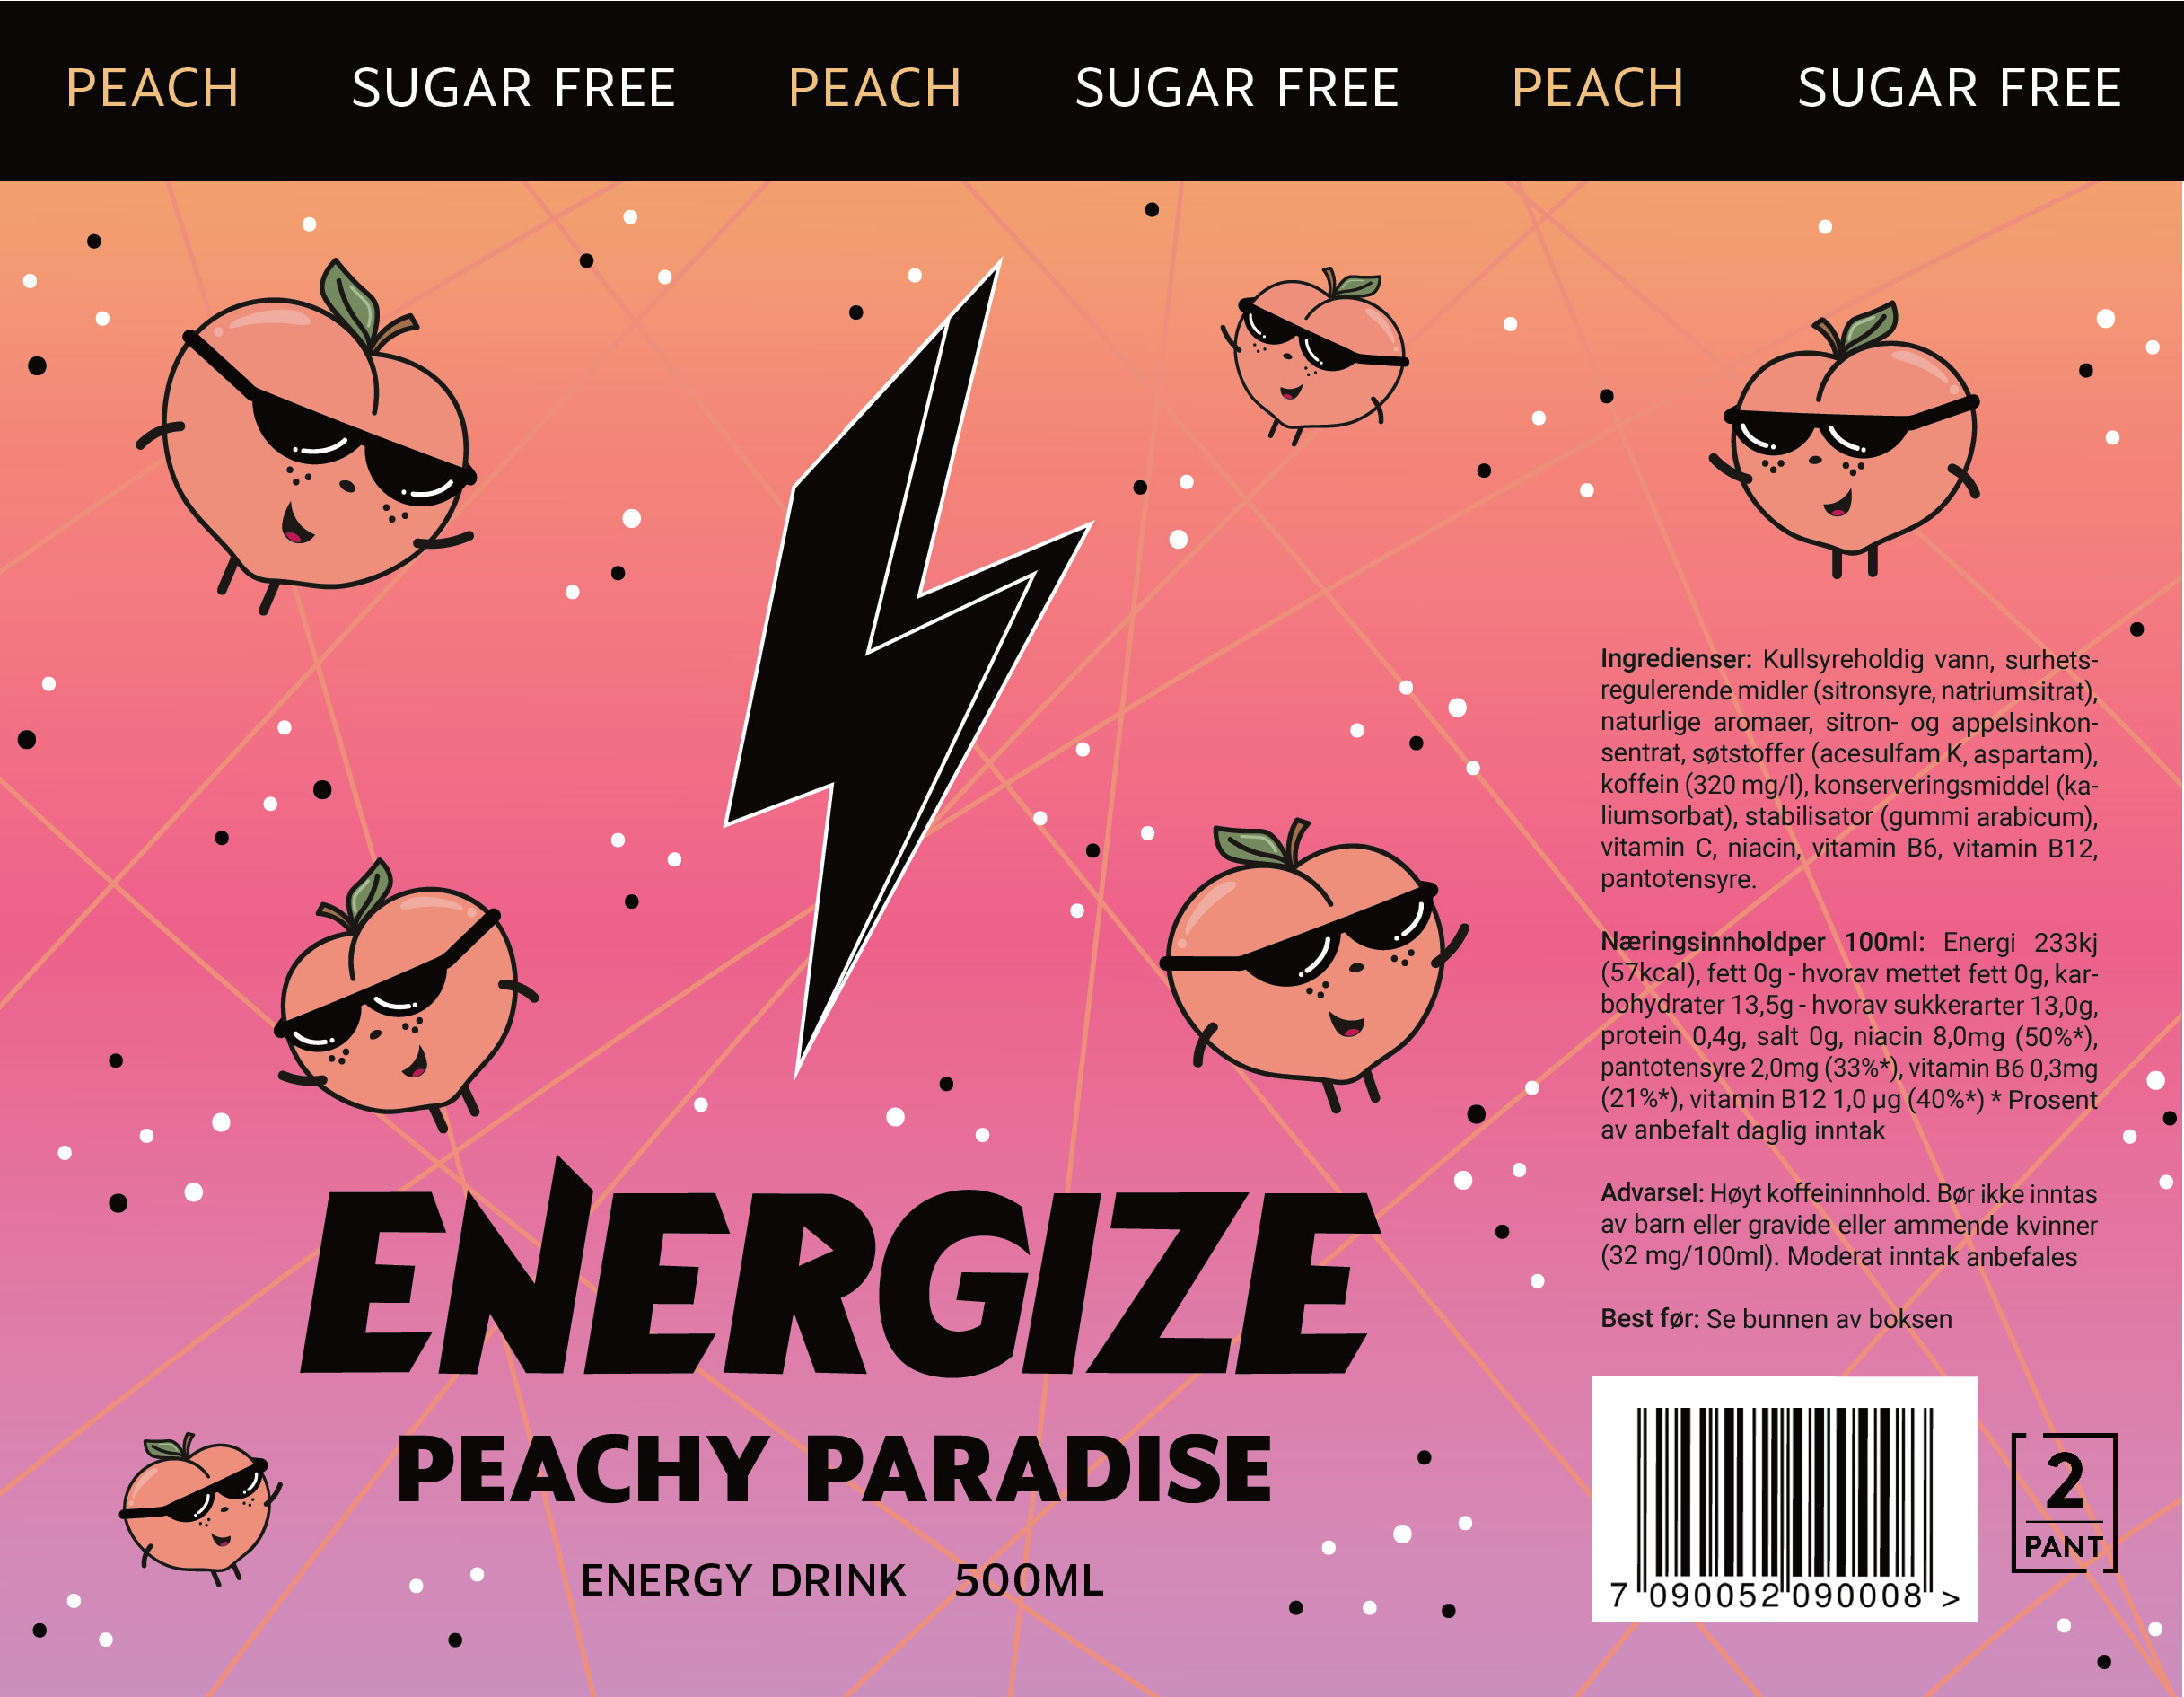 PEACH SUGAR FREE PEACH SUGAR FREE PEACH SUGAR FREE
ENERGIZE
PEACHY PARADISE
ENERGY DRINK 500ML
Ingredienser: Kullsyreholdig vann, surhets-
regulerende midler (sitronsyre, natriumsitrat),
naturlige aromaer, sitron- og appelsinkon-
sentrat, søtstoffer (acesulfam K, aspartam),
koffein (320 mg/l), konserveringsmiddel (ka-
liumsorbat), stabilisator (gummi arabicum),
vitamin C, niacin, vitamin B6, vitamin B12,
pantotensyre.
Næringsinnholdper 100ml: Energi 233kj
(57kcal), fett 0g - hvorav mettet fett 0g, kar-
bohydrater 13,5g - hvorav sukkerarter 13,0g,
protein 0,4g, salt 0g, niacin 8,0mg (50%*),
pantotensyre 2,0mg (33%*), vitamin B6 0,3mg
(21%*), vitamin B12 1,0 µg (40%*) * Prosent
av anbefalt daglig inntak
Advarsel: Høyt koffeininnhold. Bør ikke inntas
av barn eller gravide eller ammende kvinner
(32 mg/100ml). Moderat inntak anbefales
Best før: Se bunnen av boksen
7 090052 090008 >
2
PANT